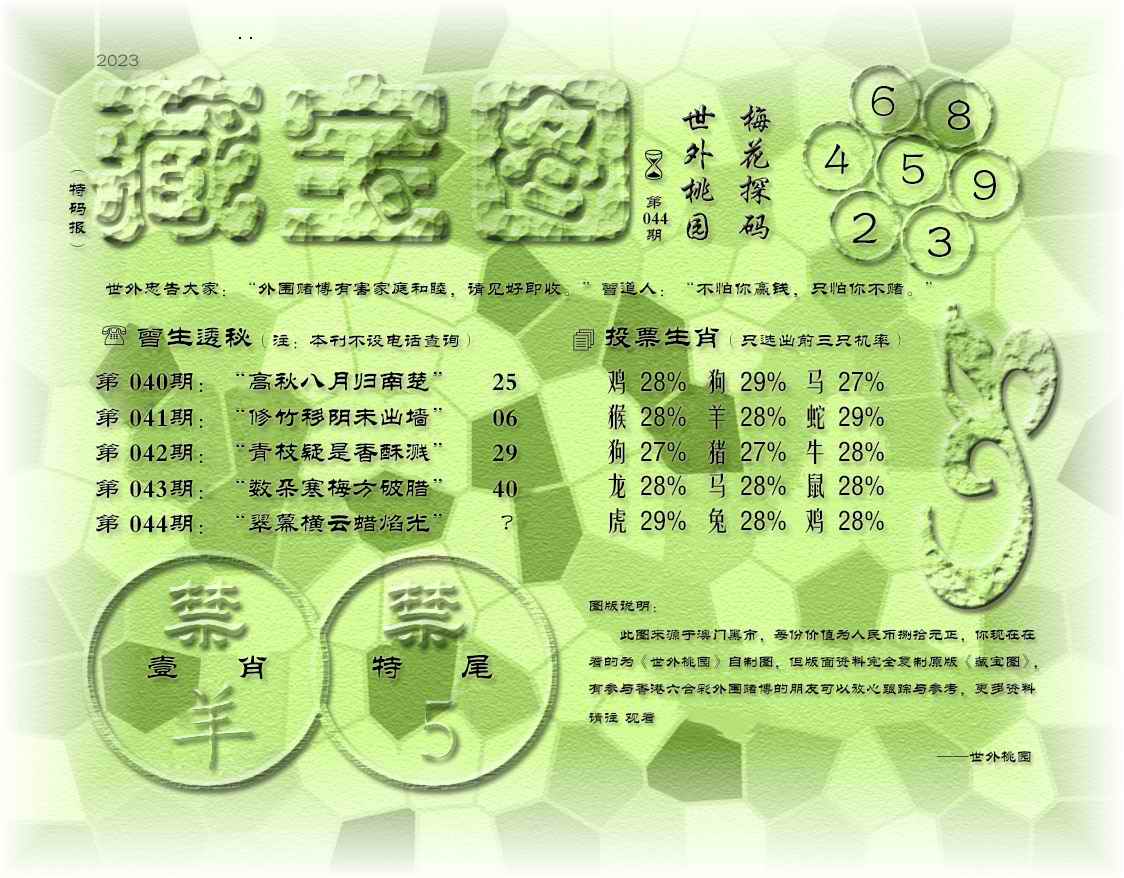 2023
藏宝图
（特码报）
第
044
期
世外桃园
梅花探码
6
8
4
5
9
2
3
世外忠告大家：“外围赌博有害家庭和睦，请见好即收。”曾道人：“不怕你赢钱，只怕你不赌。”
曾生透秘（注：本刊不设电话查询）
第 040期：“高秋八月归南楚” 25
第 041期：“修竹移阴未出墙” 06
第 042期：“青枝疑是香酥溅” 29
第 043期：“数朵寒梅方破腊” 40
第 044期：“翠幕横云蜡焰光” ?
投票生肖（只选出前三只机率）
鸡 28% 狗 29% 马 27%
猴 28% 羊 28% 蛇 29%
狗 27% 猪 27% 牛 28%
龙 28% 马 28% 鼠 28%
虎 29% 兔 28% 鸡 28%
禁
壹 肖
羊
禁
特 尾
5
图版说明：
此图来源于澳门黑市，每份价值为人民币捌拾元正，你现在在
看的为《世外桃园》自制图，但版面资料完全复制原版《藏宝图》，
有参与香港六合彩外围赌博的朋友可以放心跟踪与参考，更多资料
请注 观看
——世外桃园